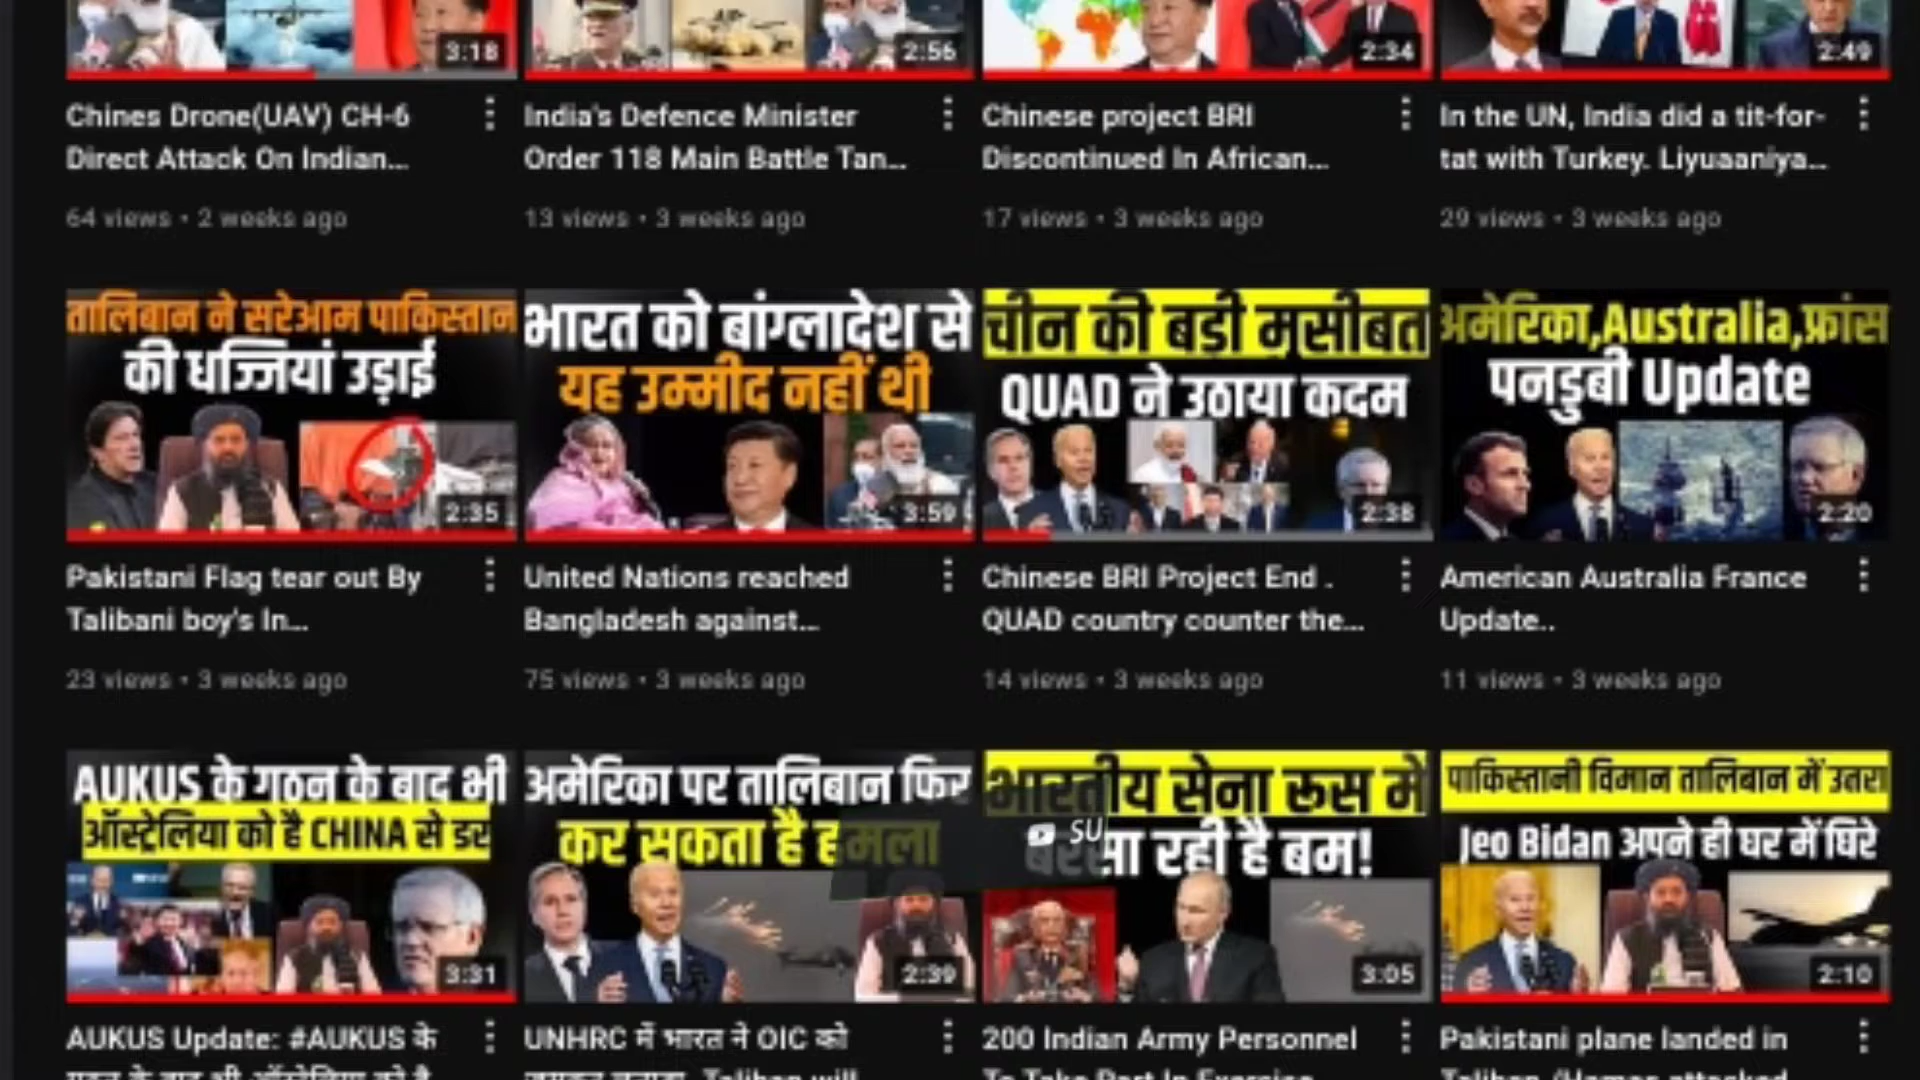 3:18
2:56
2:34
2:49
Chines Drone(UAV) CH-6
Direct Attack On Indian...
64 views • 2 weeks ago
India's Defence Minister
Order 118 Main Battle Tan...
13 views • 3 weeks ago
Chinese project BRI
Discontinued In African...
17 views • 3 weeks ago
In the UN, India did a tit-for-
tat with Turkey. Liyuaaniya...
29 views • 3 weeks ago
तालिबान ने सरेआम पाकिस्तान
की धज्जियां उड़ाई
2:35
भारत को बांग्लादेश से
यह उम्मीद नहीं थी
3:59
चीन की बडी मुसीबत
QUAD ने उठाया कदम
2:38
अमेरिका,Australia,फ्रांस
पनडुबी Update
2:20
Pakistani Flag tear out By
Talibani boy's In...
23 views • 3 weeks ago
United Nations reached
Bangladesh against...
75 views • 3 weeks ago
Chinese BRI Project End .
QUAD country counter the...
14 views • 3 weeks ago
American Australia France
Update..
11 views • 3 weeks ago
AUKUS के गठन के बाद भी
ऑस्ट्रेलिया को है CHINA से डर
3:31
अमेरिका पर तालिबान फिर
कर सकता है हमला
2:39
भारतीय सेना रूस में
रही है बम!
SU
3:05
पाकिस्तानी विमान तालिबान में उतरा
Jeo Bidan अपने ही घर में घिरे
2:10
AUKUS Update: #AUKUS के
UNHRC में भारत ने OIC को
200 Indian Army Personnel
To Take Part In Exercise
Pakistani plane landed in